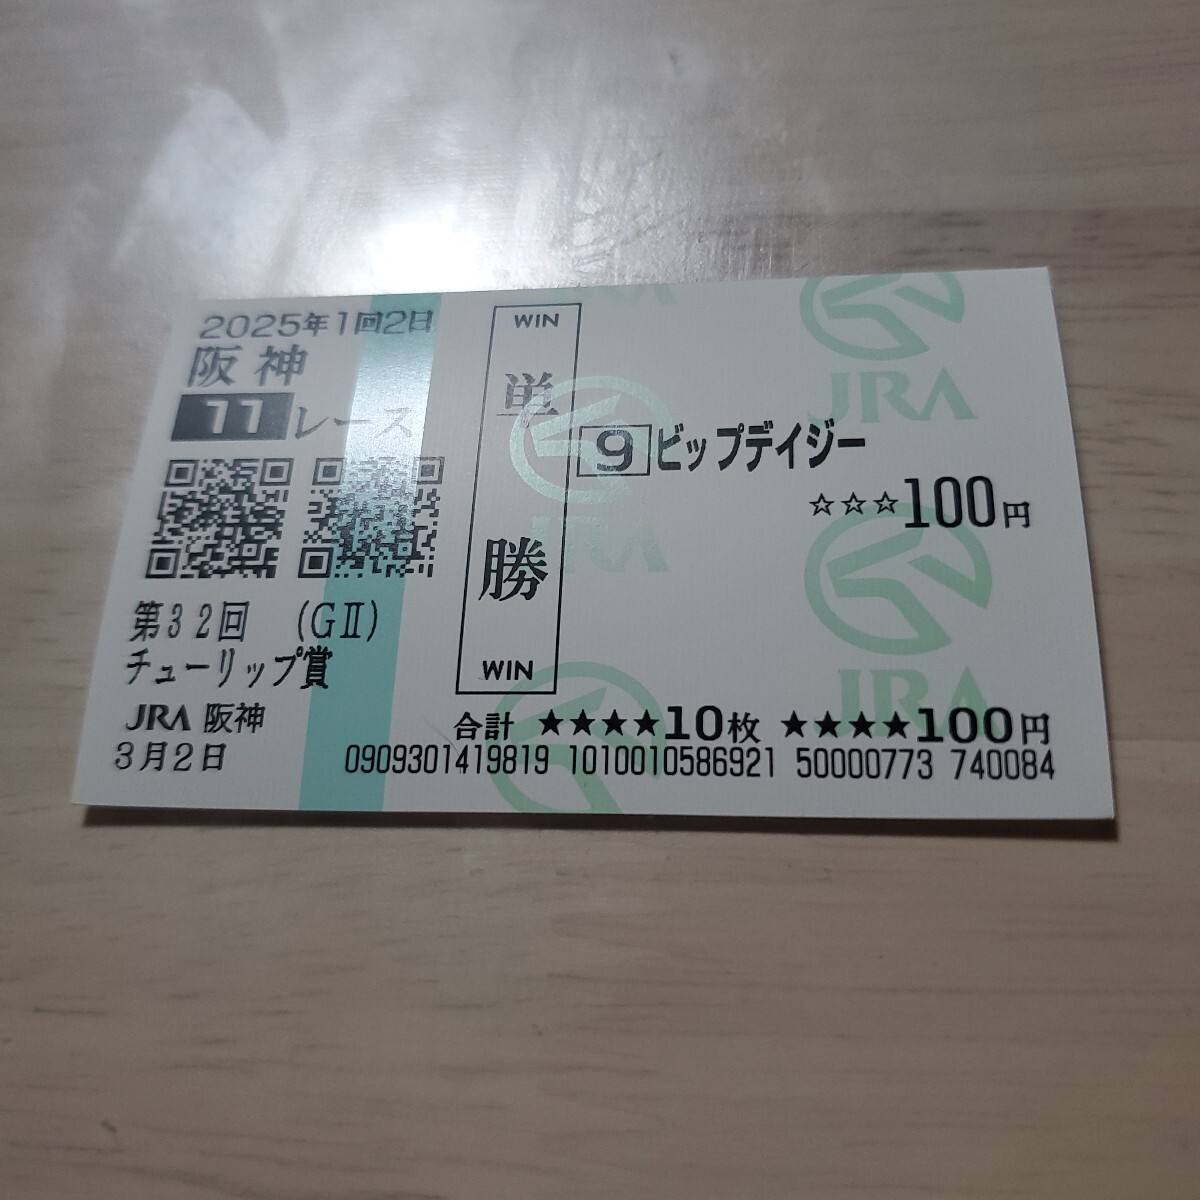 2025年1回2日
阪神
11レース
第32回 (GⅡ)
チューリップ賞
JRA 阪神
3月2日
WIN
単勝
WIN
9 ビップデイジー
☆☆☆100円
合計 ★★★★10枚 ★★★★100円
0909301419819 1010010586921 50000773 740084
JRA
JRA
JRA